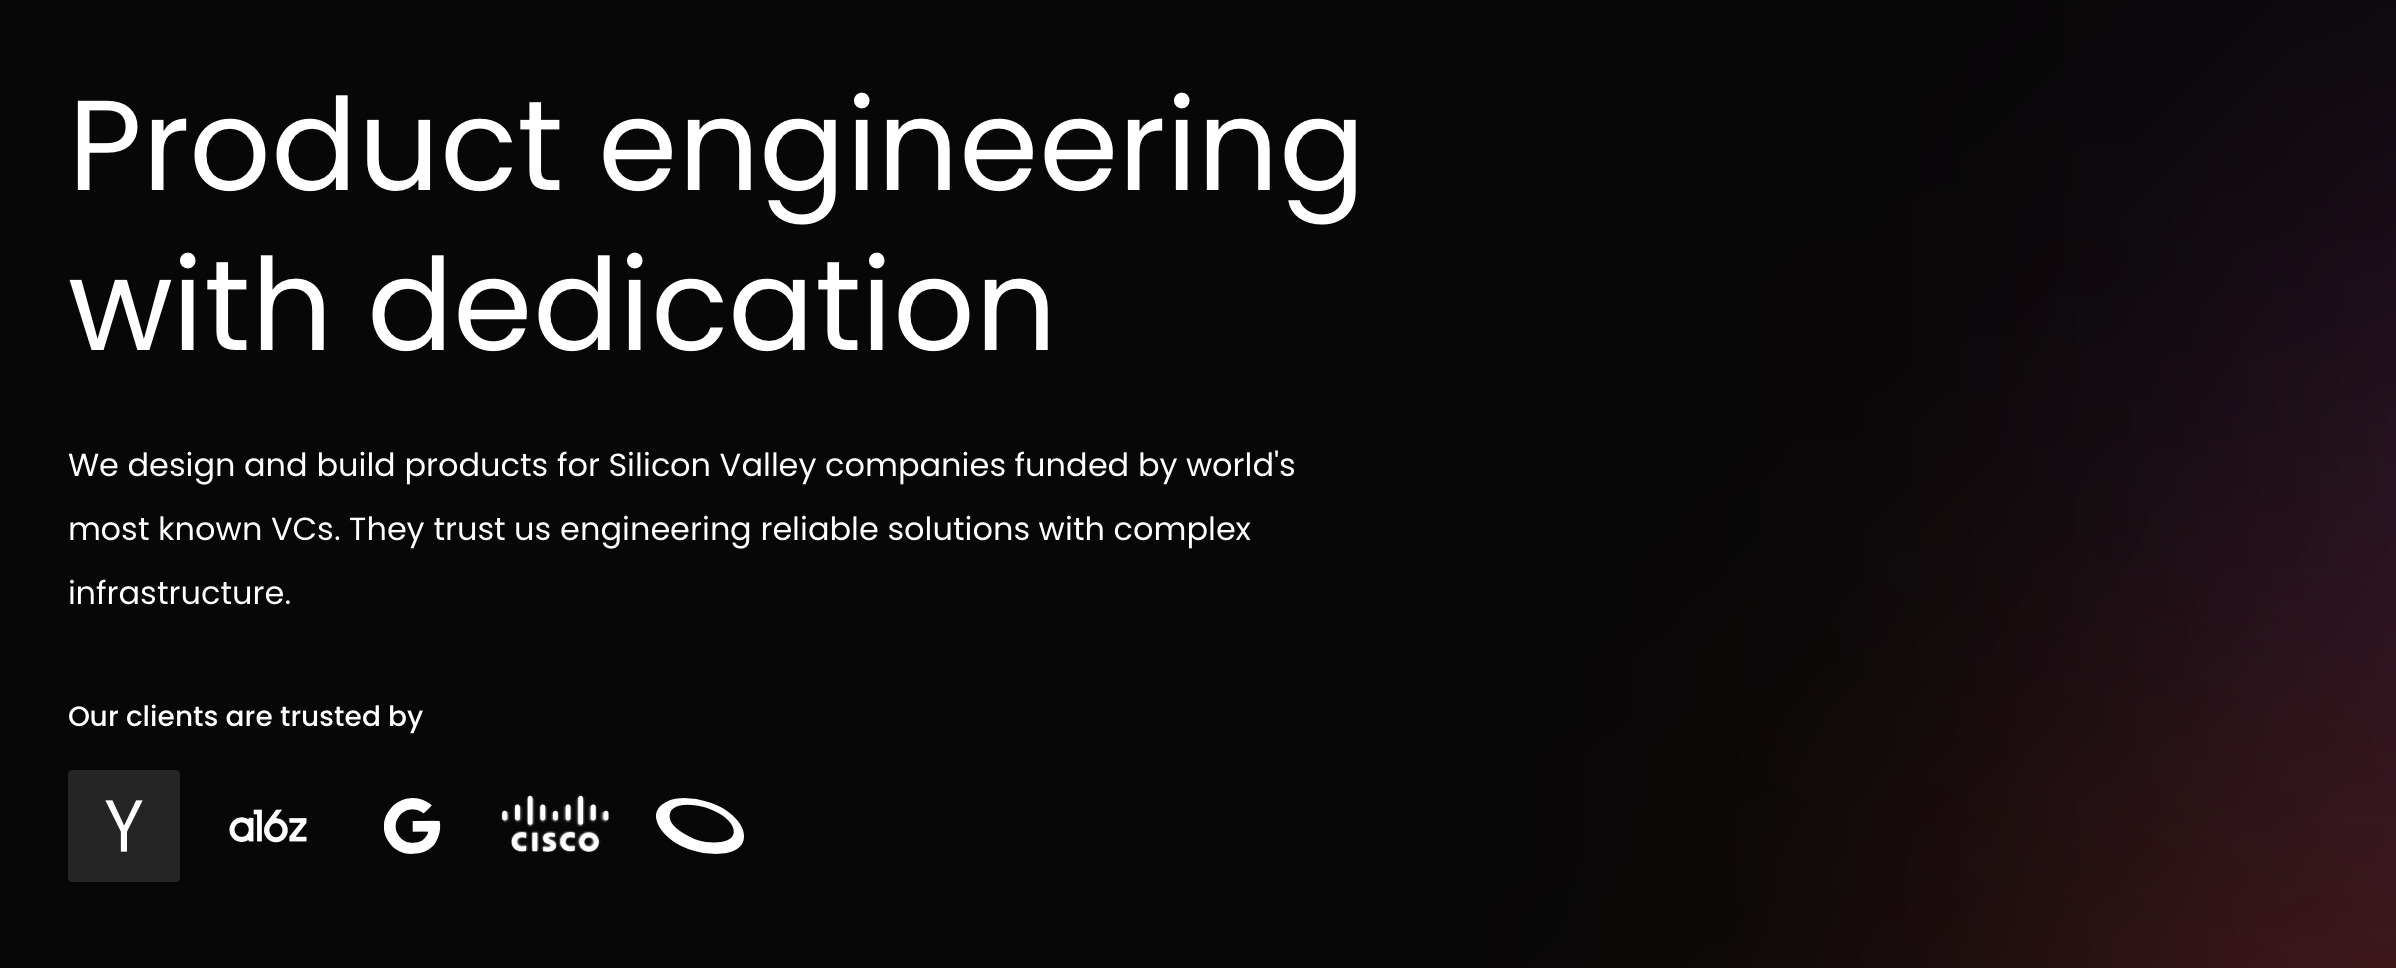 Product engineering
with dedication
We design and build products for Silicon Valley companies funded by world's
most known VCs. They trust us engineering reliable solutions with complex
infrastructure.
Our clients are trusted by
Y a16z G CISCO